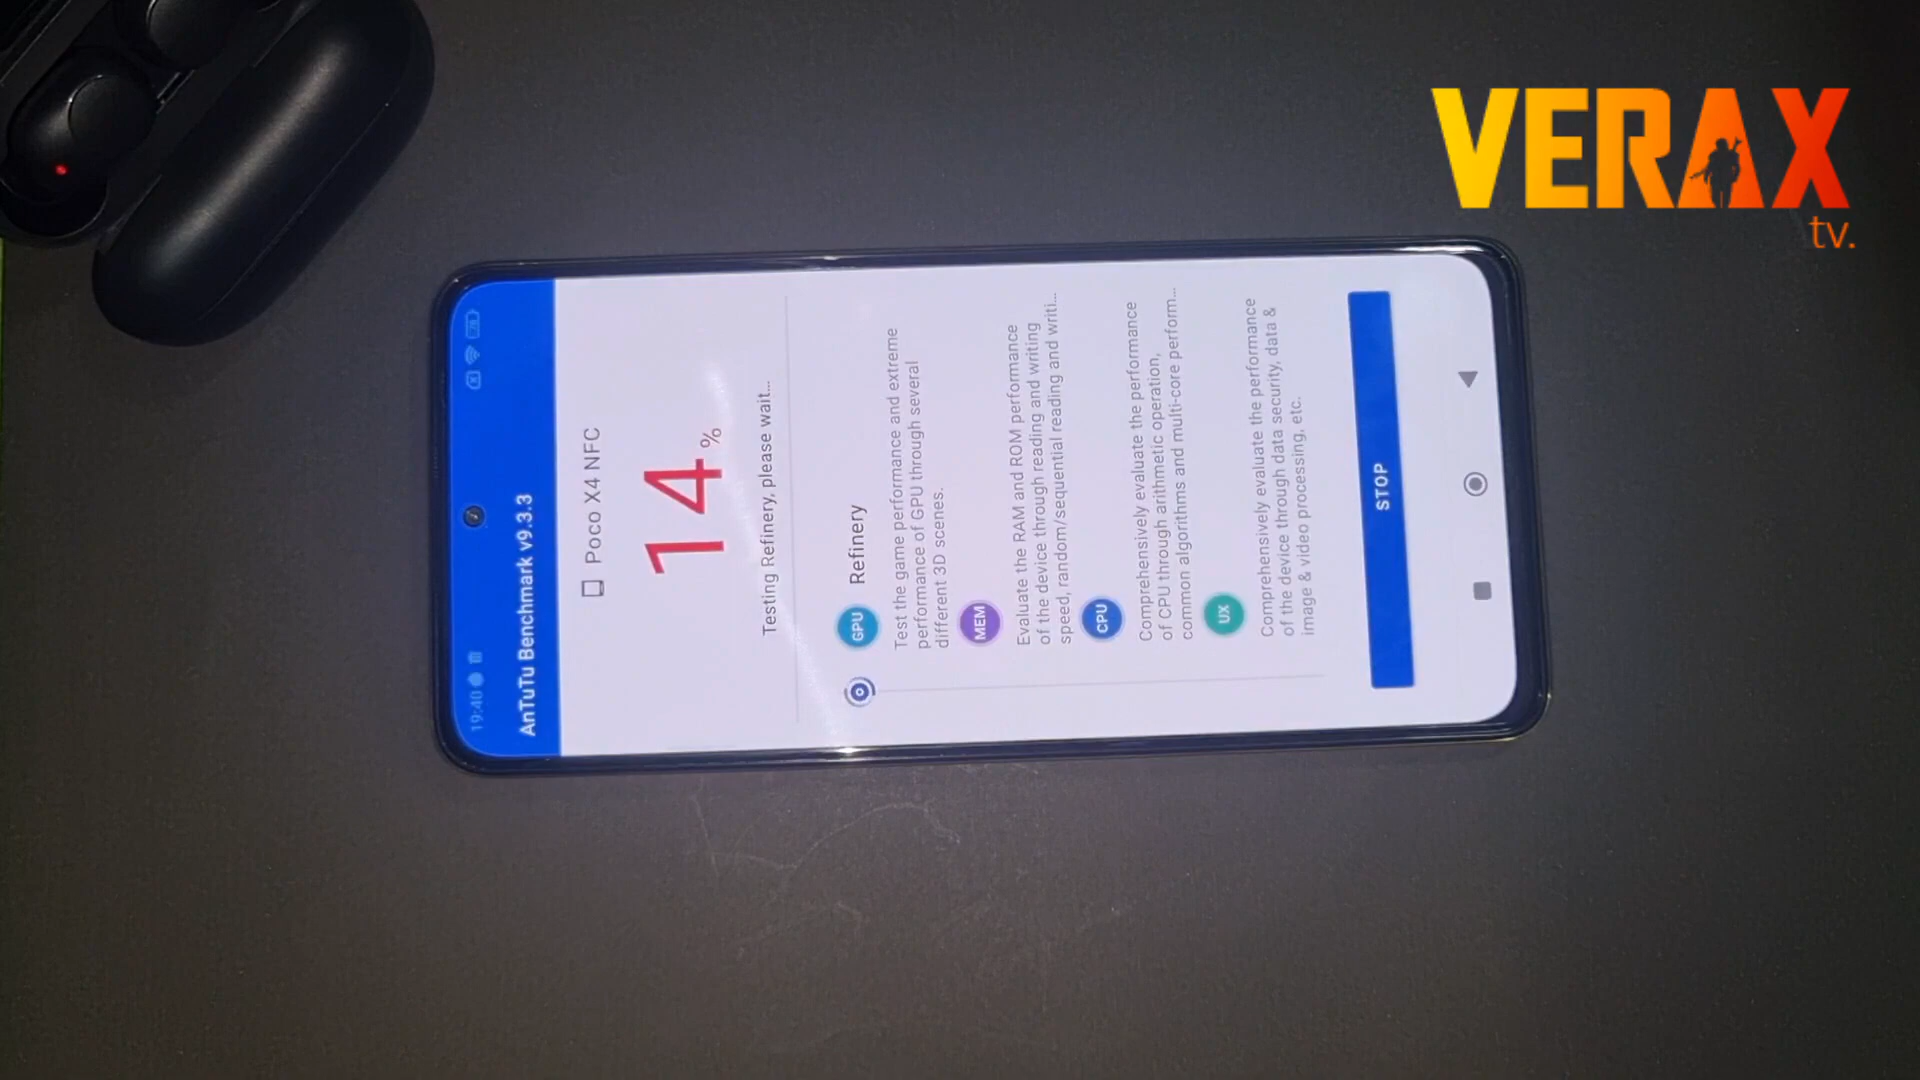 VERAX
tv.
19:40
AnTuTu Benchmark v9.3.3
Poco X4 NFC
14%
Testing Refinery, please wait...
GPU
Refinery
Test the game performance and extreme
performance of GPU through several
different 3D scenes.
MEM
Evaluate the RAM and ROM performance
of the device through reading and writing
speed, random/sequential reading and writi...
CPU
Comprehensively evaluate the performance
of CPU through arithmetic operation,
common algorithms and multi-core perform...
UX
Comprehensively evaluate the performance
of the device through data security, data &
image & video processing, etc.
STOP